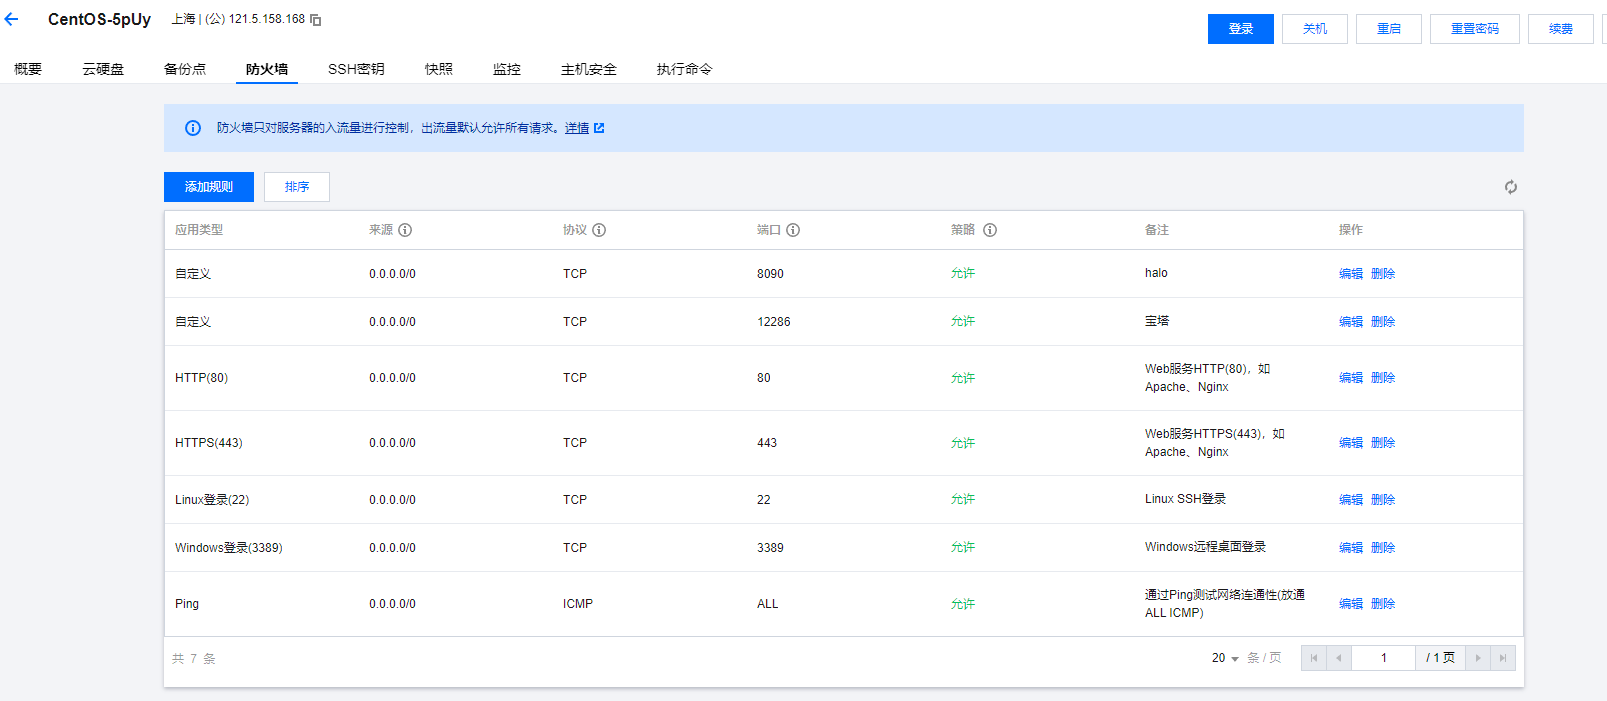 CentOS-5pUy 上海 | (公) 121.5.158.168
登录 关机 重启 重置密码 续费
概要 云硬盘 备份点 防火墙 SSH密钥 快照 监控 主机安全 执行命令
防火墙只对服务器的入流量进行控制，出流量默认允许所有请求。详情
添加规则 排序
应用类型 来源 协议 端口 策略 备注 操作
自定义 0.0.0.0/0 TCP 8090 允许 halo 编辑 删除
自定义 0.0.0.0/0 TCP 12286 允许 宝塔 编辑 删除
HTTP(80) 0.0.0.0/0 TCP 80 允许 Web服务HTTP(80)，如 编辑 删除
Apache、Nginx
HTTPS(443) 0.0.0.0/0 TCP 443 允许 Web服务HTTPS(443)，如 编辑 删除
Apache、Nginx
Linux登录(22) 0.0.0.0/0 TCP 22 允许 Linux SSH登录 编辑 删除
Windows登录(3389) 0.0.0.0/0 TCP 3389 允许 Windows远程桌面登录 编辑 删除
Ping 0.0.0.0/0 ICMP ALL 允许 通过Ping测试网络连通性(放通 编辑 删除
ALL ICMP)
共 7 条 20 条 / 页 1 / 1 页